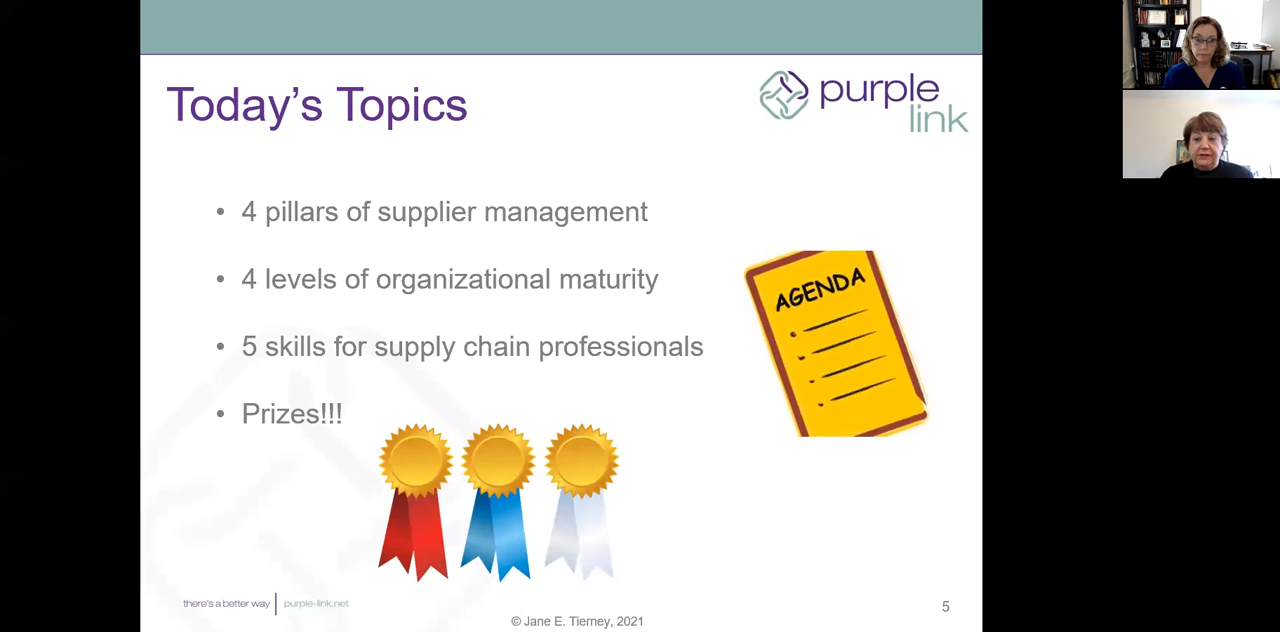 Today's Topics
purple
link
• 4 pillars of supplier management
• 4 levels of organizational maturity
• 5 skills for supply chain professionals
• Prizes!!!
AGENDA
there's a better way | purple-link.net
5
© Jane E. Tierney, 2021